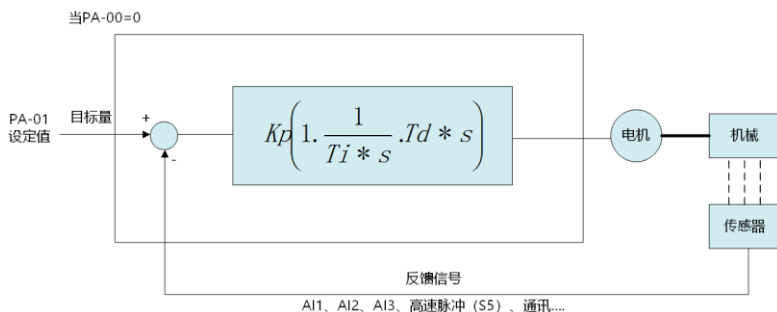 当PA-00=0
PA-01
设定值
目标量
+
-
Kp(1. 1/(Ti * s) .Td * s)
电机
机械
传感器
反馈信号
AI1、AI2、AI3、高速脉冲（S5）、通讯....